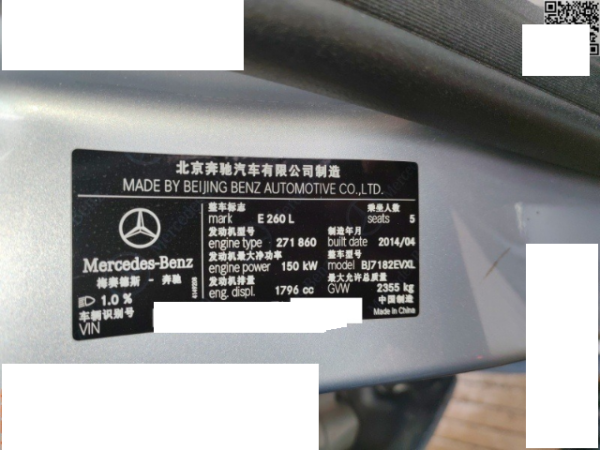 北京奔驰汽车有限公司制造
MADE BY BEIJING BENZ AUTOMOTIVE CO.,LTD.
整车标志 乘坐人数
mark E 260 L seats 5
发动机型号 制造年月
engine type 271 860 built date 2014/04
发动机最大净功率 整车型号
engine power 150 kW model BJ7182EVXL
发动机排量 最大允许总质量
eng. displ. 1796 cc GVW 2355 kg
中国制造
Made in China
Mercedes-Benz
梅赛德斯 - 奔驰
1.0 %
车辆识别号
VIN